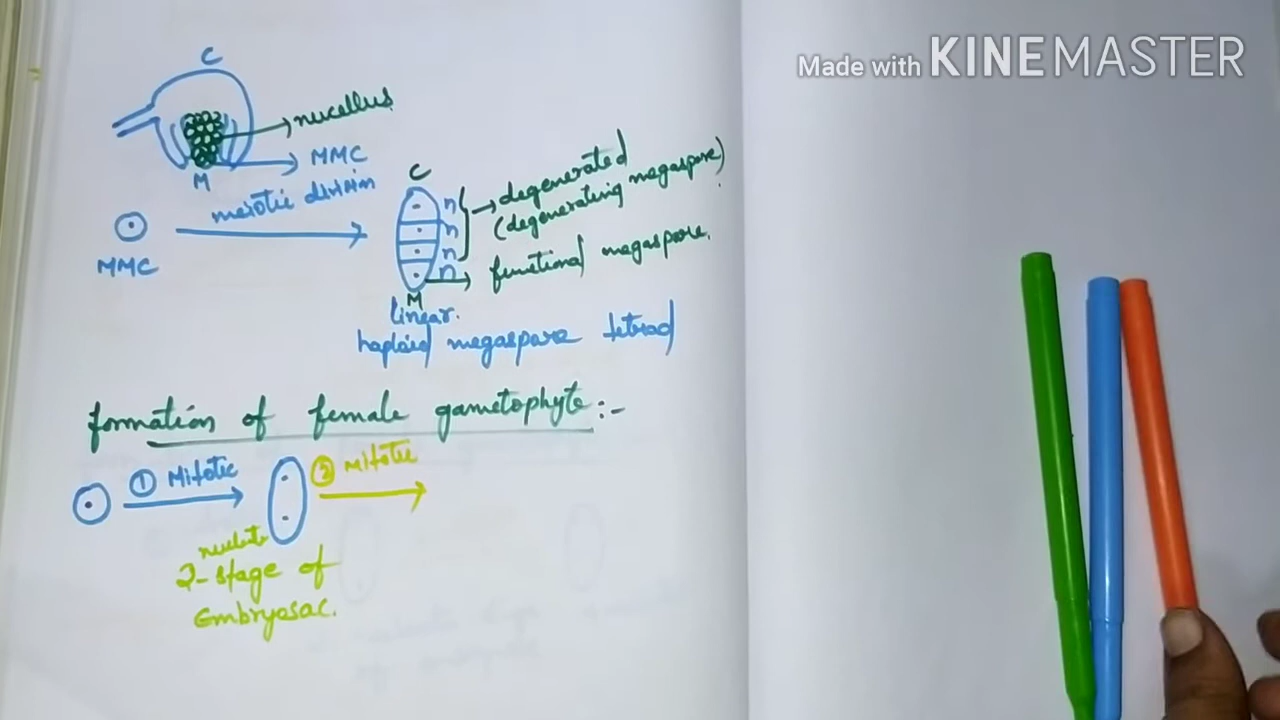 Made with KINEMASTER
C
nucellus
MMC
M
meiotic division
MMC
C
n
n
n
n
degenerated
(degenerating megaspore)
functional megaspore.
M
linear.
haploid megaspore tetrad
formation of female gametophyte:-
① Mitotic
② Mitotic
nucleate
2-stage of
Embryosac.